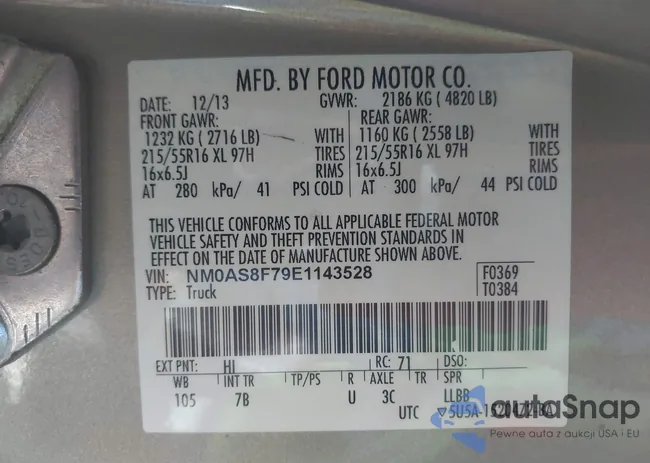 MFD. BY FORD MOTOR CO.
DATE: 12/13 GVWR: 2186 KG ( 4820 LB)
FRONT GAWR: REAR GAWR:
1232 KG ( 2716 LB) WITH 1160 KG ( 2558 LB) WITH
215/55R16 XL 97H TIRES 215/55R16 XL 97H TIRES
16x6.5J RIMS 16x6.5J RIMS
AT 280 kPa/ 41 PSI COLD AT 300 kPa/ 44 PSI COLD
THIS VEHICLE CONFORMS TO ALL APPLICABLE FEDERAL MOTOR
VEHICLE SAFETY AND THEFT PREVENTION STANDARDS IN
EFFECT ON THE DATE OF MANUFACTURE SHOWN ABOVE.
VIN: NM0AS8F79E1143528 F0369
TYPE: Truck T0384
EXT PNT: HI RC: 71 DSO:
WB INT TR TP/PS R AXLE TR SPR
105 7B U 3C LLBB
UTC
autaSnap
Pewne auta z aukcji USA i EU